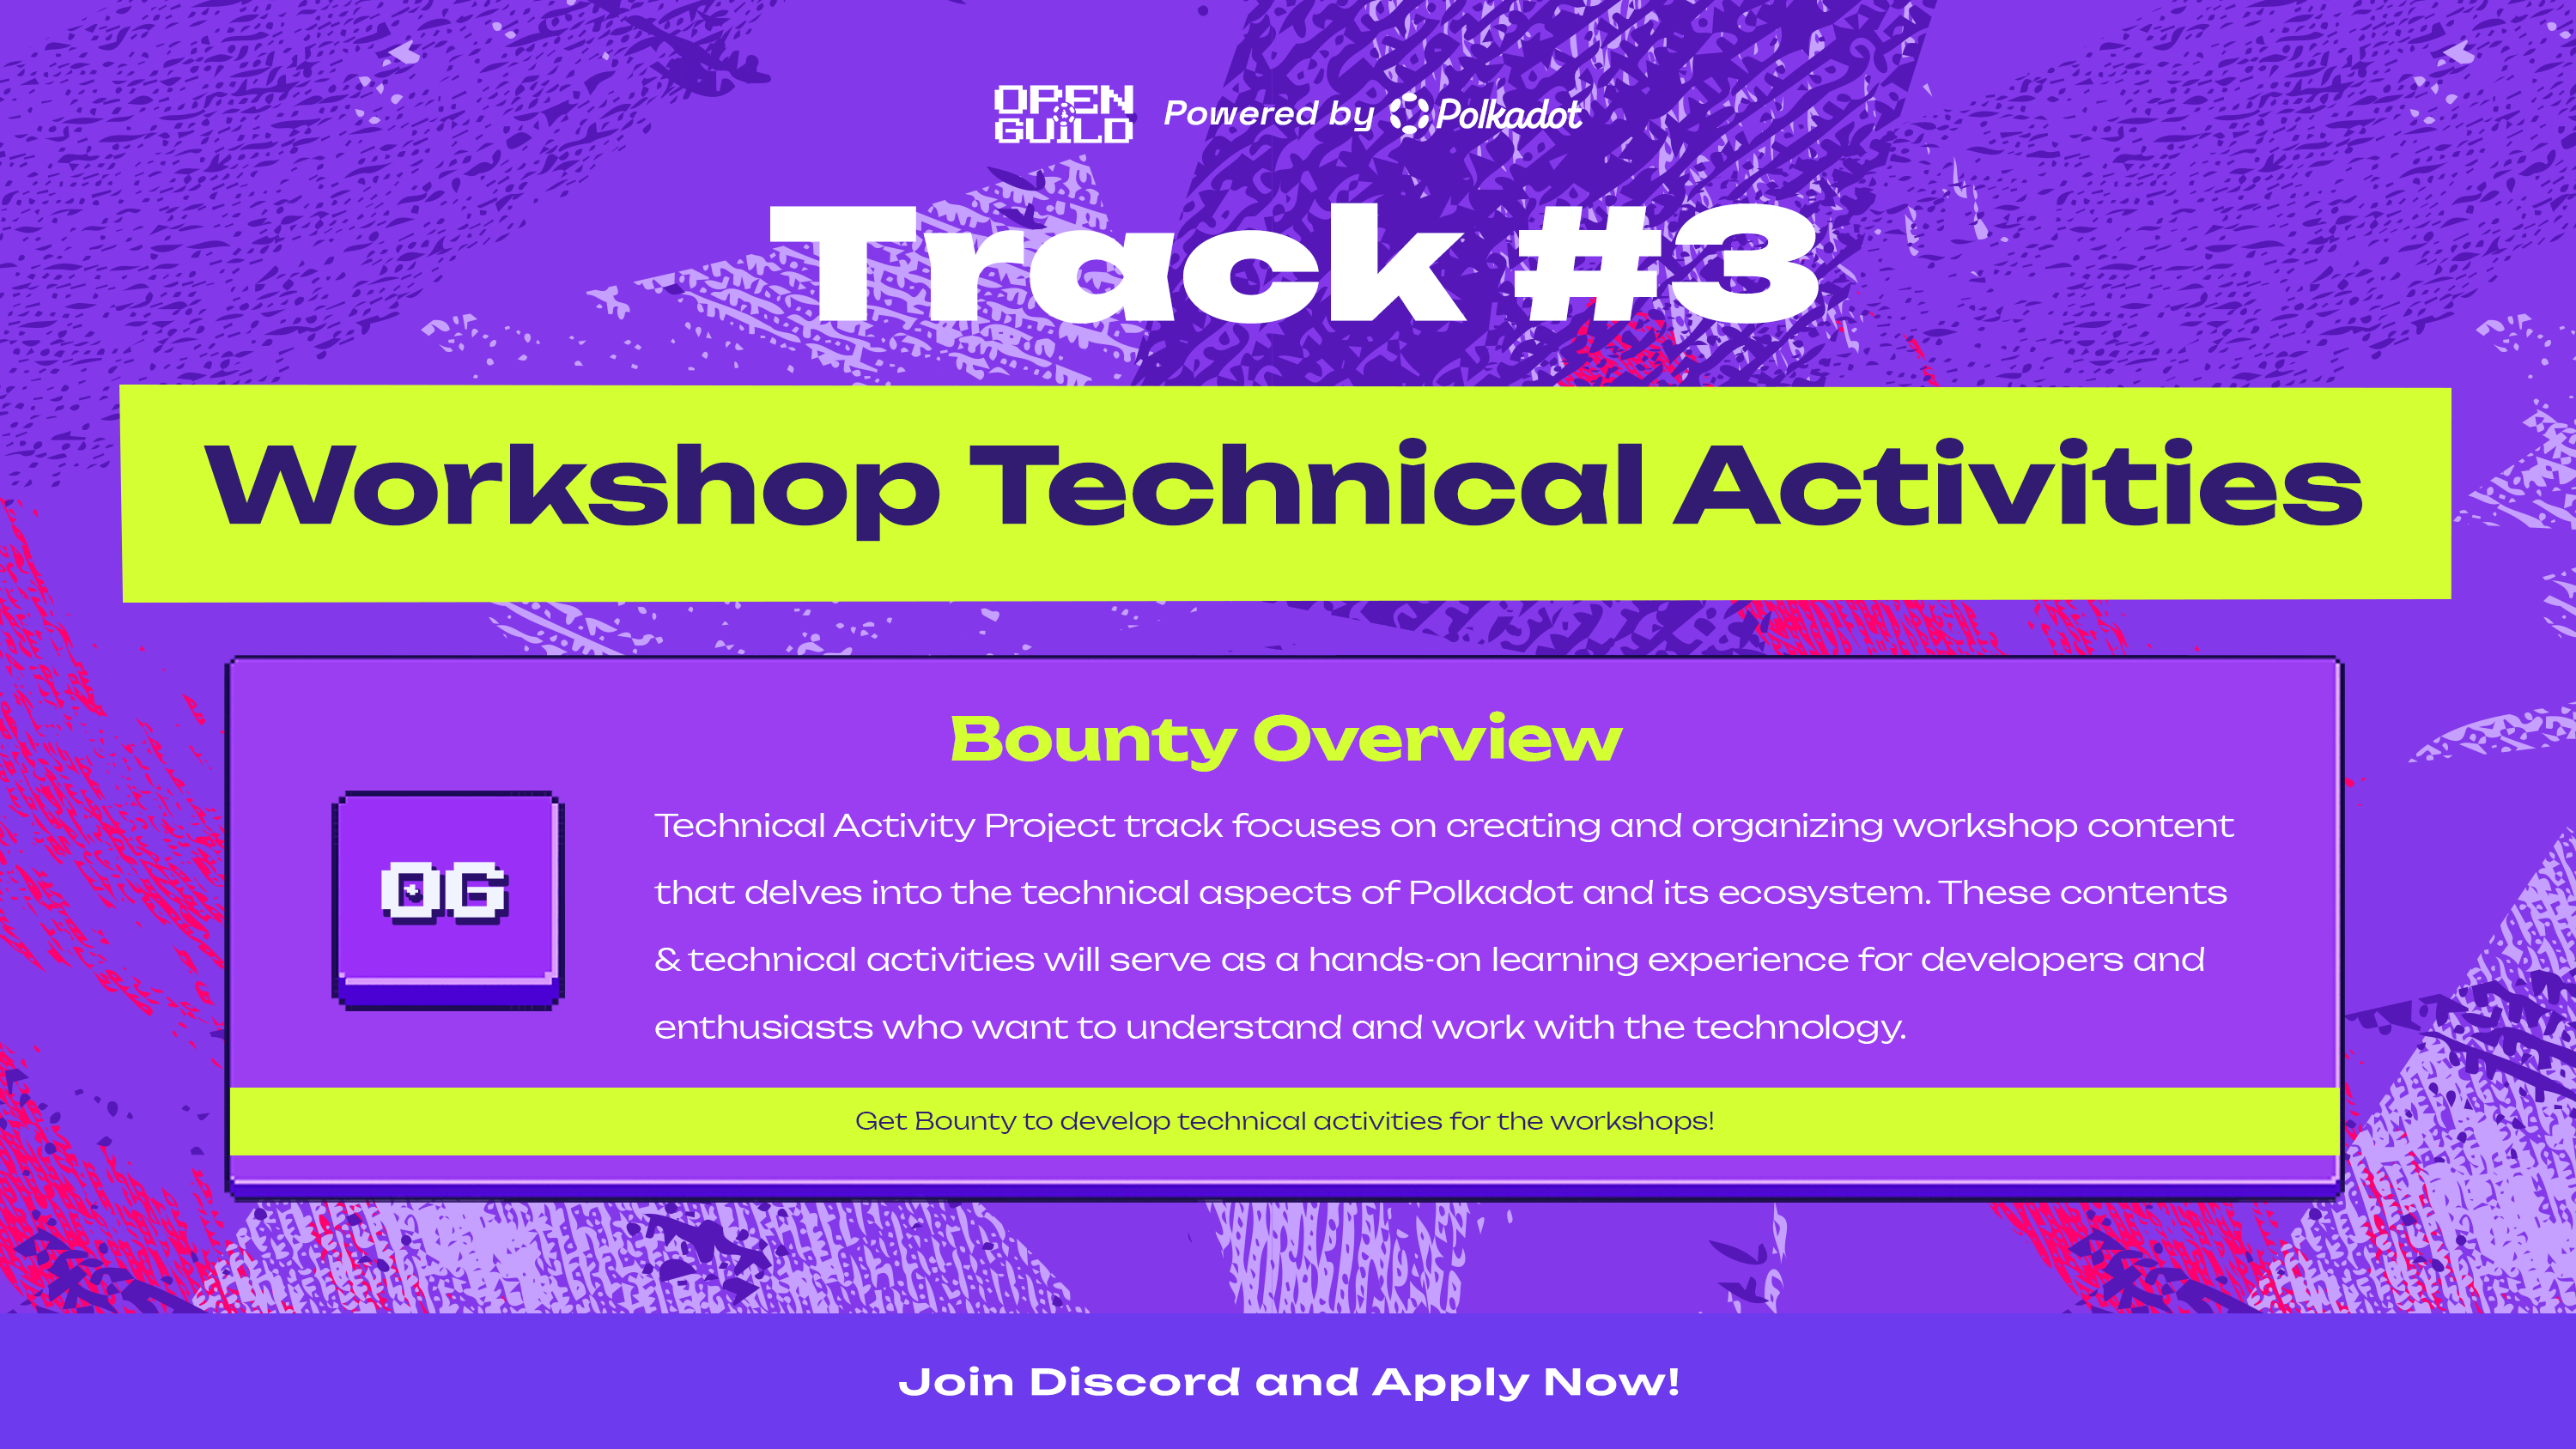 OPEN
GUiLD
Powered by Polkadot
Track #3
Workshop Technical Activities
Bounty Overview
OG
Technical Activity Project track focuses on creating and organizing workshop content
that delves into the technical aspects of Polkadot and its ecosystem. These contents
& technical activities will serve as a hands-on learning experience for developers and
enthusiasts who want to understand and work with the technology.
Get Bounty to develop technical activities for the workshops!
Join Discord and Apply Now!